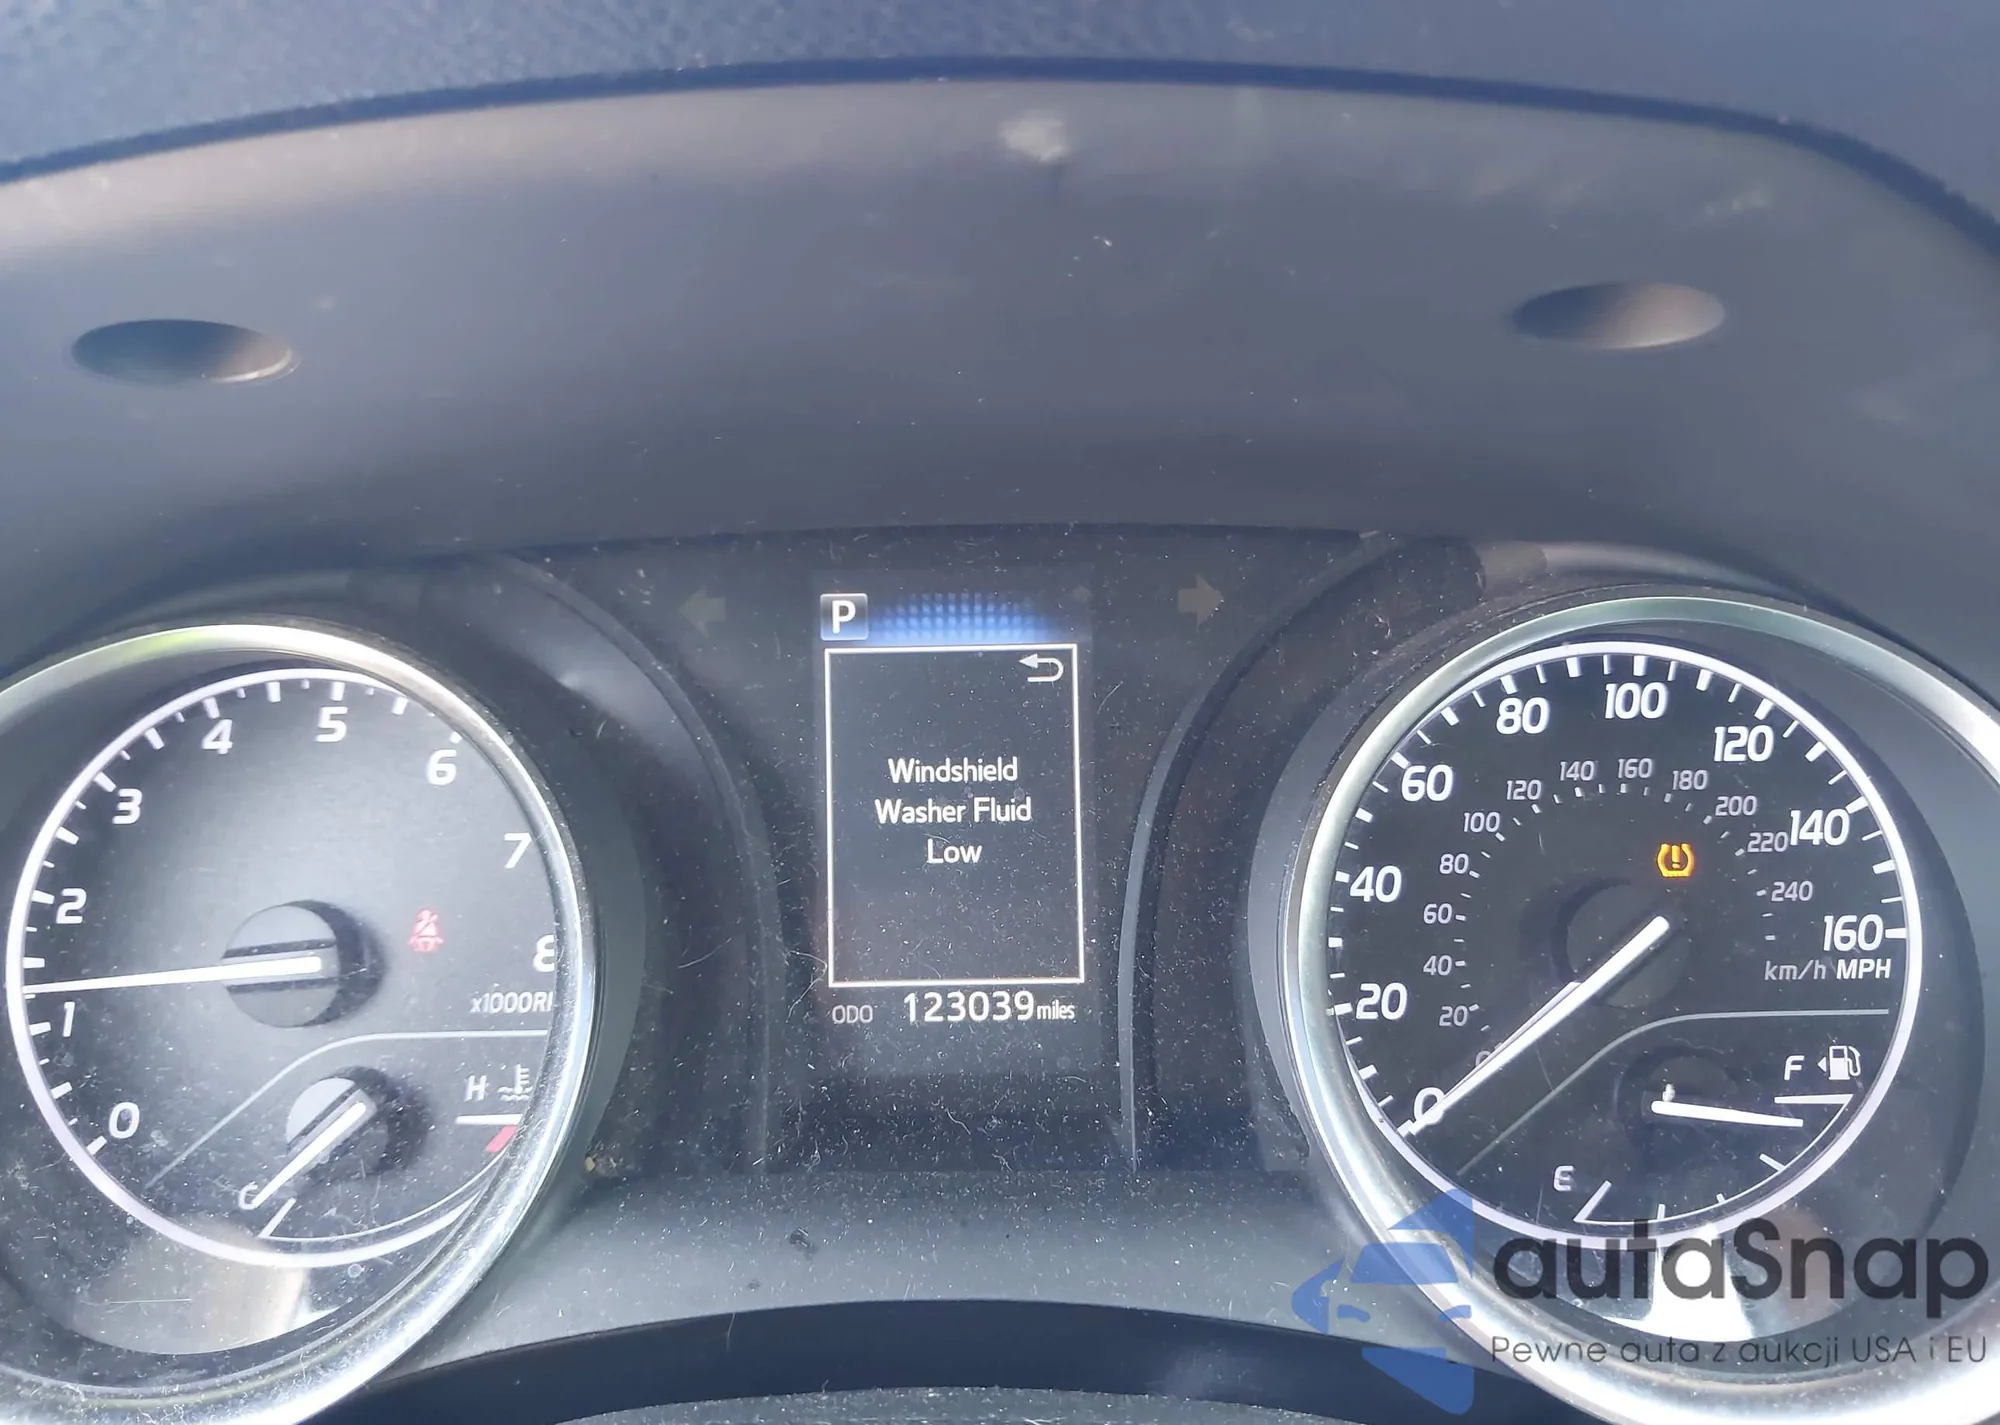 P
Windshield
Washer Fluid
Low
ODO 123039 miles
0
1
2
3
4
5
6
7
8
x1000R
H
C
0
20
40
60
80
100
120
140
160
20
40
60
80
100
120
140
160
180
200
220
240
km/h MPH
F
E
autaSnap
Pewne auta z aukcji USA i EU